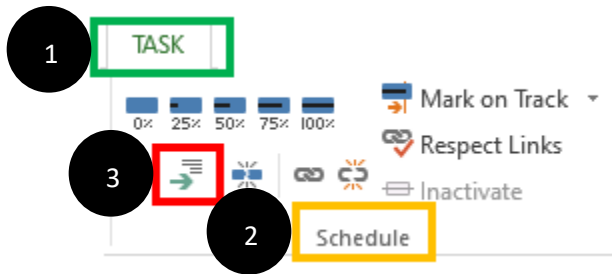 1
TASK
0% 25% 50% 75% 100%
Mark on Track
Respect Links
3
Inactivate
2
Schedule